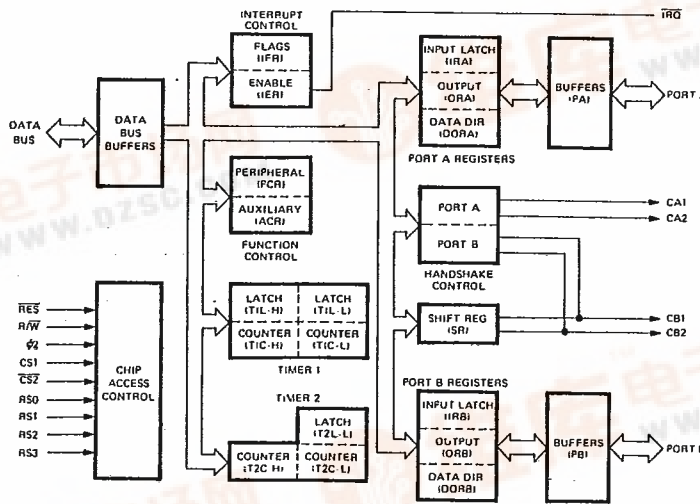 INTERRUPT
CONTROL
FLAGS
(IFR)
ENABLE
(IER)
IRQ
DATA
BUS
DATA
BUS
BUFFERS
INPUT LATCH
(IRA)
OUTPUT
(ORA)
DATA DIR
(DDRA)
PORT A REGISTERS
BUFFERS
(PA)
PORT
PERIPHERAL
(PCR)
AUXILIARY
(ACR)
FUNCTION
CONTROL
PORT A
PORT B
HANDSHAKE
CONTROL
CA1
CA2
LATCH
(T1L-H)
LATCH
(T1L-L)
COUNTER
(T1C-H)
COUNTER
(T1C-L)
TIMER 1
SHIFT REG
(SR)
CB1
CB2
RES
R/W
ϕ2
CS1
CS2
RS0
RS1
RS2
RS3
CHIP
ACCESS
CONTROL
TIMER 2
LATCH
(T2L-L)
COUNTER
(T2C-H)
COUNTER
(T2C-L)
PORT B REGISTERS
INPUT LATCH
(IRB)
OUTPUT
(ORB)
DATA DIR
(DDRB)
BUFFERS
(PB)
PORT
www.dzsc.com